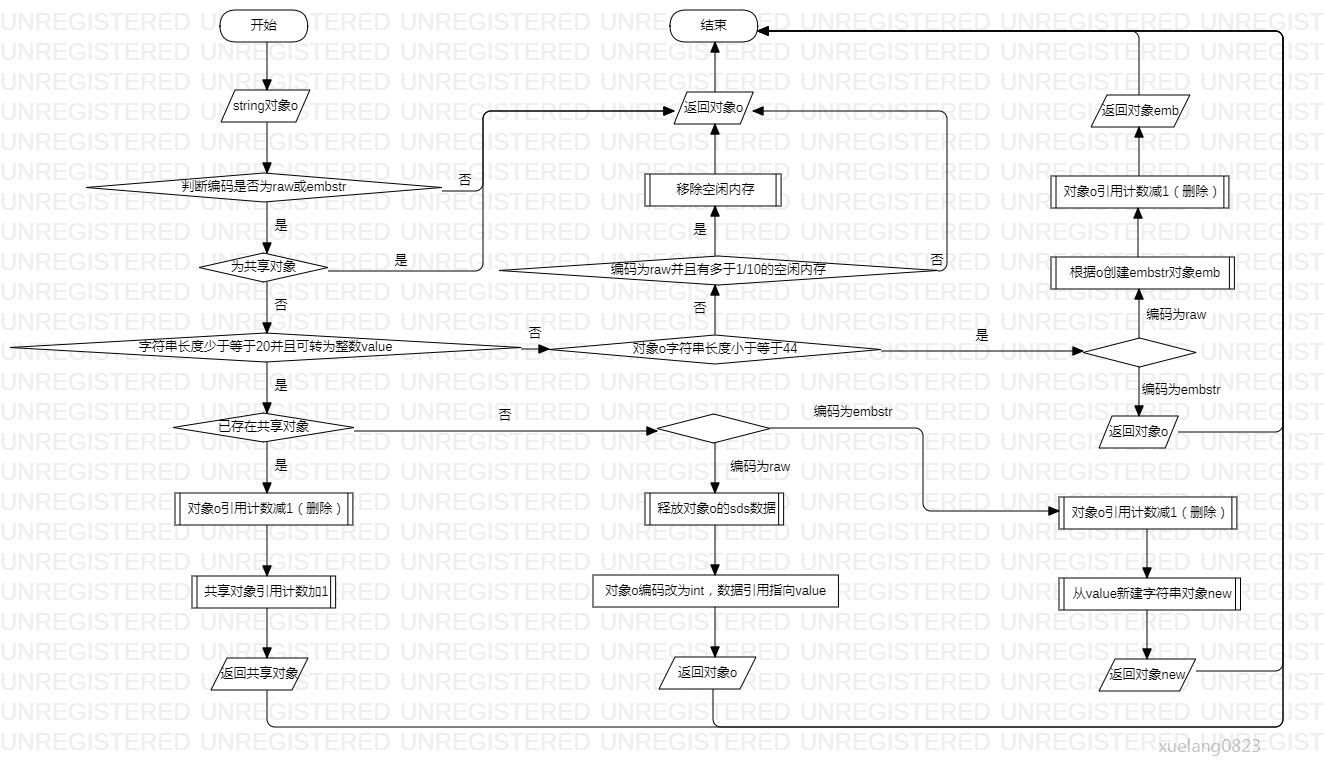 开始
结束
string对象o
返回对象o
返回对象emb
判断编码是否为raw或embstr
否
移除空闲内存
对象o引用计数减1（删除）
是
是
为共享对象
是
编码为raw并且有多于1/10的空闲内存
否
根据o创建embstr对象emb
否
否
编码为raw
字符串长度少于等于20并且可转为整数value
否
对象o字符串长度小于等于44
是
是
编码为embstr
已存在共享对象
否
编码为embstr
返回对象o
是
编码为raw
对象o引用计数减1（删除）
释放对象o的sds数据
对象o引用计数减1（删除）
共享对象引用计数加1
对象o编码改为int，数据引用指向value
从value新建字符串对象new
返回共享对象
返回对象o
返回对象new
UNREGISTERED UNREGISTERED UNREGISTERED UNREGISTERED UNREGISTERED UNREGISTERED UNREGIST
xuelang0823